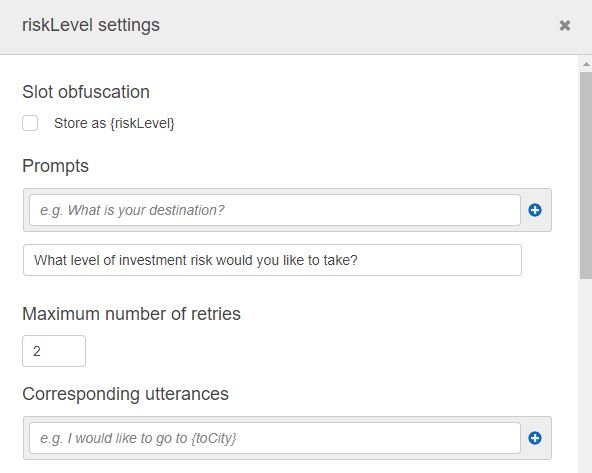 riskLevel settings
Slot obfuscation
Store as {riskLevel}
Prompts
e.g. What is your destination?
What level of investment risk would you like to take?
Maximum number of retries
2
Corresponding utterances
e.g. I would like to go to {toCity}